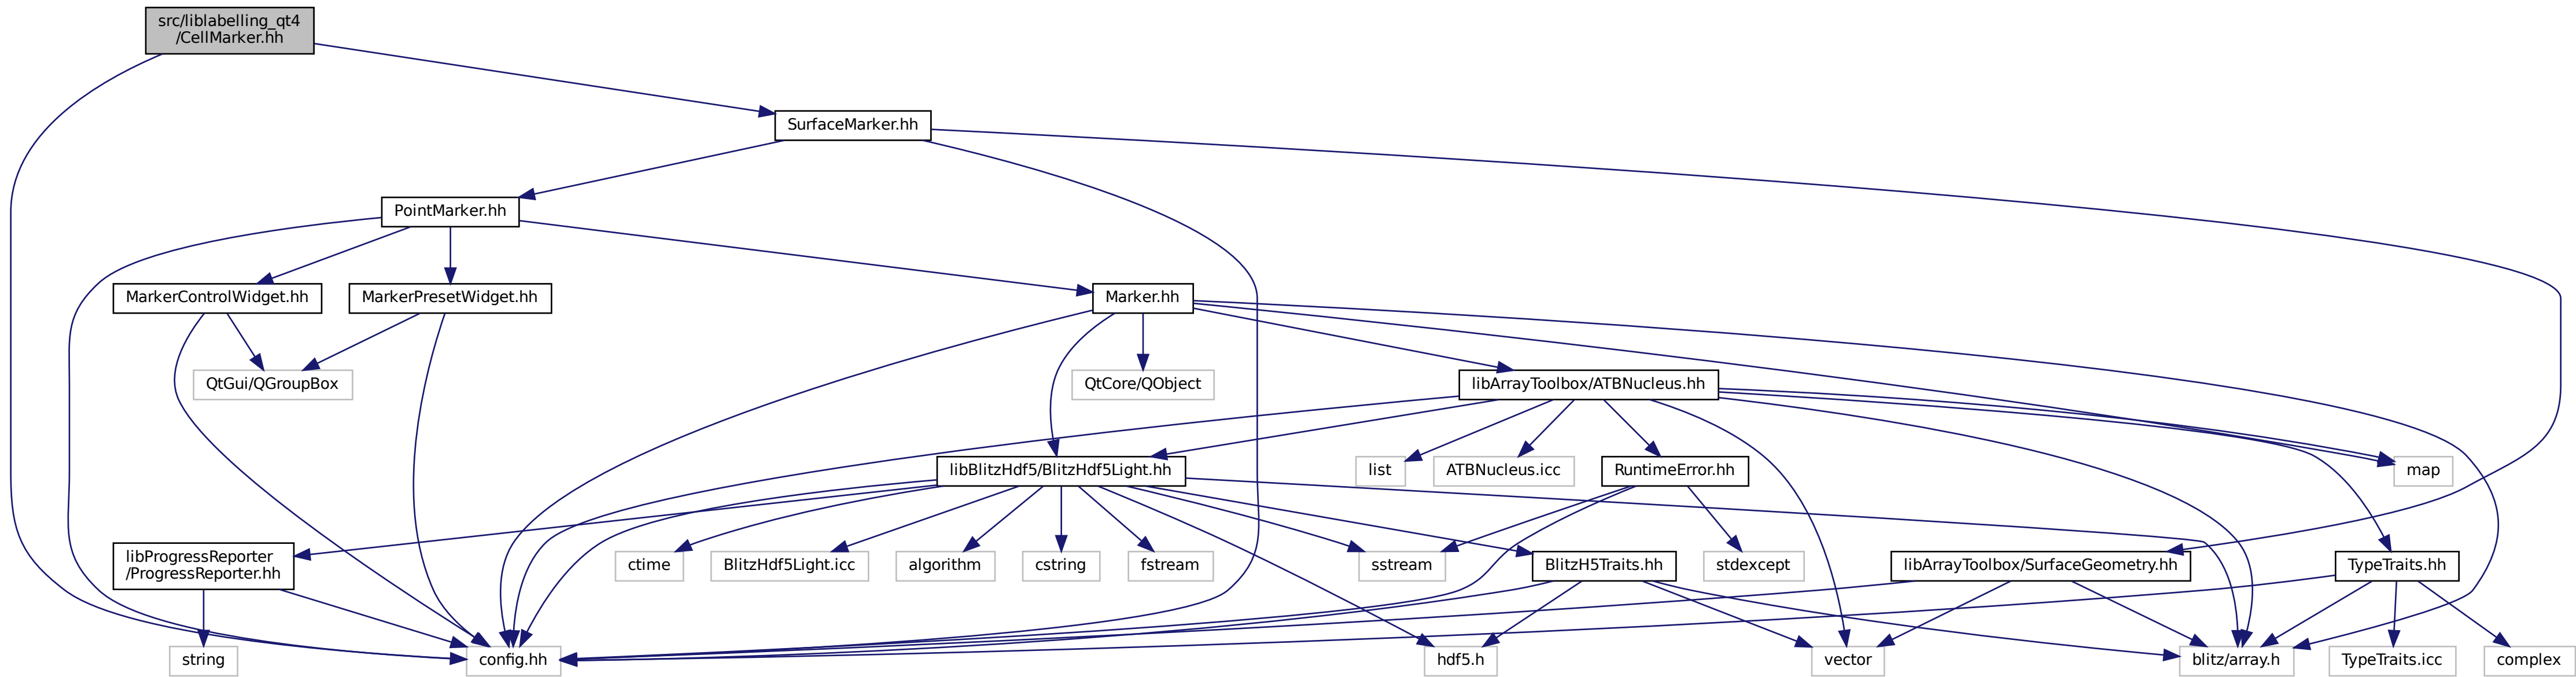 src/liblabelling_qt4
/CellMarker.hh
SurfaceMarker.hh
PointMarker.hh
MarkerControlWidget.hh
MarkerPresetWidget.hh
Marker.hh
QtGui/QGroupBox
QtCore/QObject
libArrayToolbox/ATBNucleus.hh
libBlitzHdf5/BlitzHdf5Light.hh
list
ATBNucleus.icc
RuntimeError.hh
map
libProgressReporter
/ProgressReporter.hh
ctime
BlitzHdf5Light.icc
algorithm
cstring
fstream
sstream
BlitzH5Traits.hh
stdexcept
libArrayToolbox/SurfaceGeometry.hh
TypeTraits.hh
string
config.hh
hdf5.h
vector
blitz/array.h
TypeTraits.icc
complex